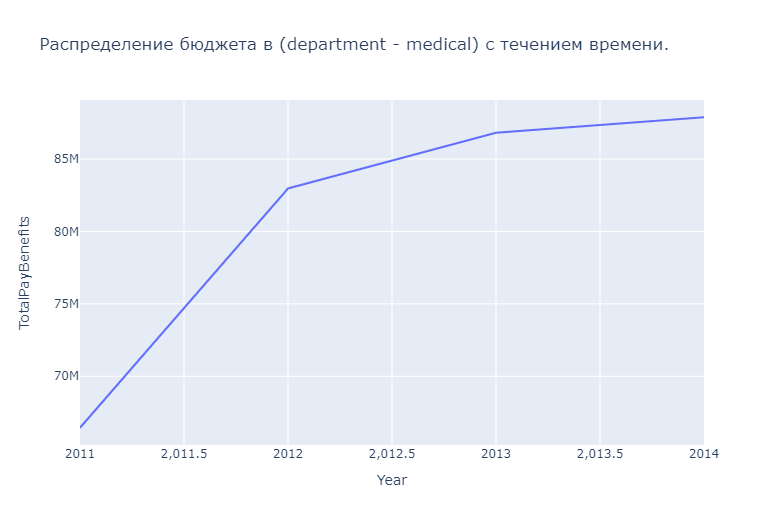 Распределение бюджета в (department - medical) с течением времени.
85M
80M
75M
70M
TotalPayBenefits
2011 2,011.5 2012 2,012.5 2013 2,013.5 2014
Year